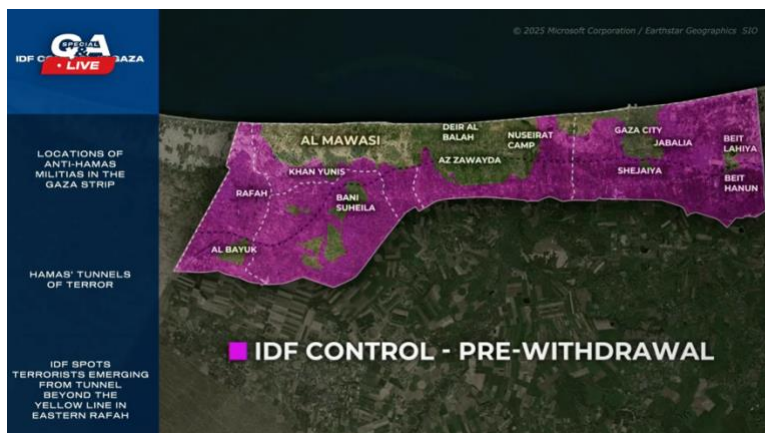 © 2025 Microsoft Corporation / Earthstar Geographics SIO
SPECIAL
Q&A
• LIVE
IDF GAZA
LOCATIONS OF
ANTI-HAMAS
MILITIAS IN THE
GAZA STRIP
HAMAS' TUNNELS
OF TERROR
IDF SPOTS
TERRORISTS EMERGING
FROM TUNNEL
BEYOND THE
YELLOW LINE IN
EASTERN RAFAH
AL MAWASI
DEIR AL
BALAH
NUSEIRAT
CAMP
GAZA CITY
JABALIA
BEIT
LAHIYA
AZ ZAWAYDA
KHAN YUNIS
SHEJAIYA
BEIT
HANUN
RAFAH
BANI
SUHEILA
AL BAYUK
IDF CONTROL - PRE-WITHDRAWAL